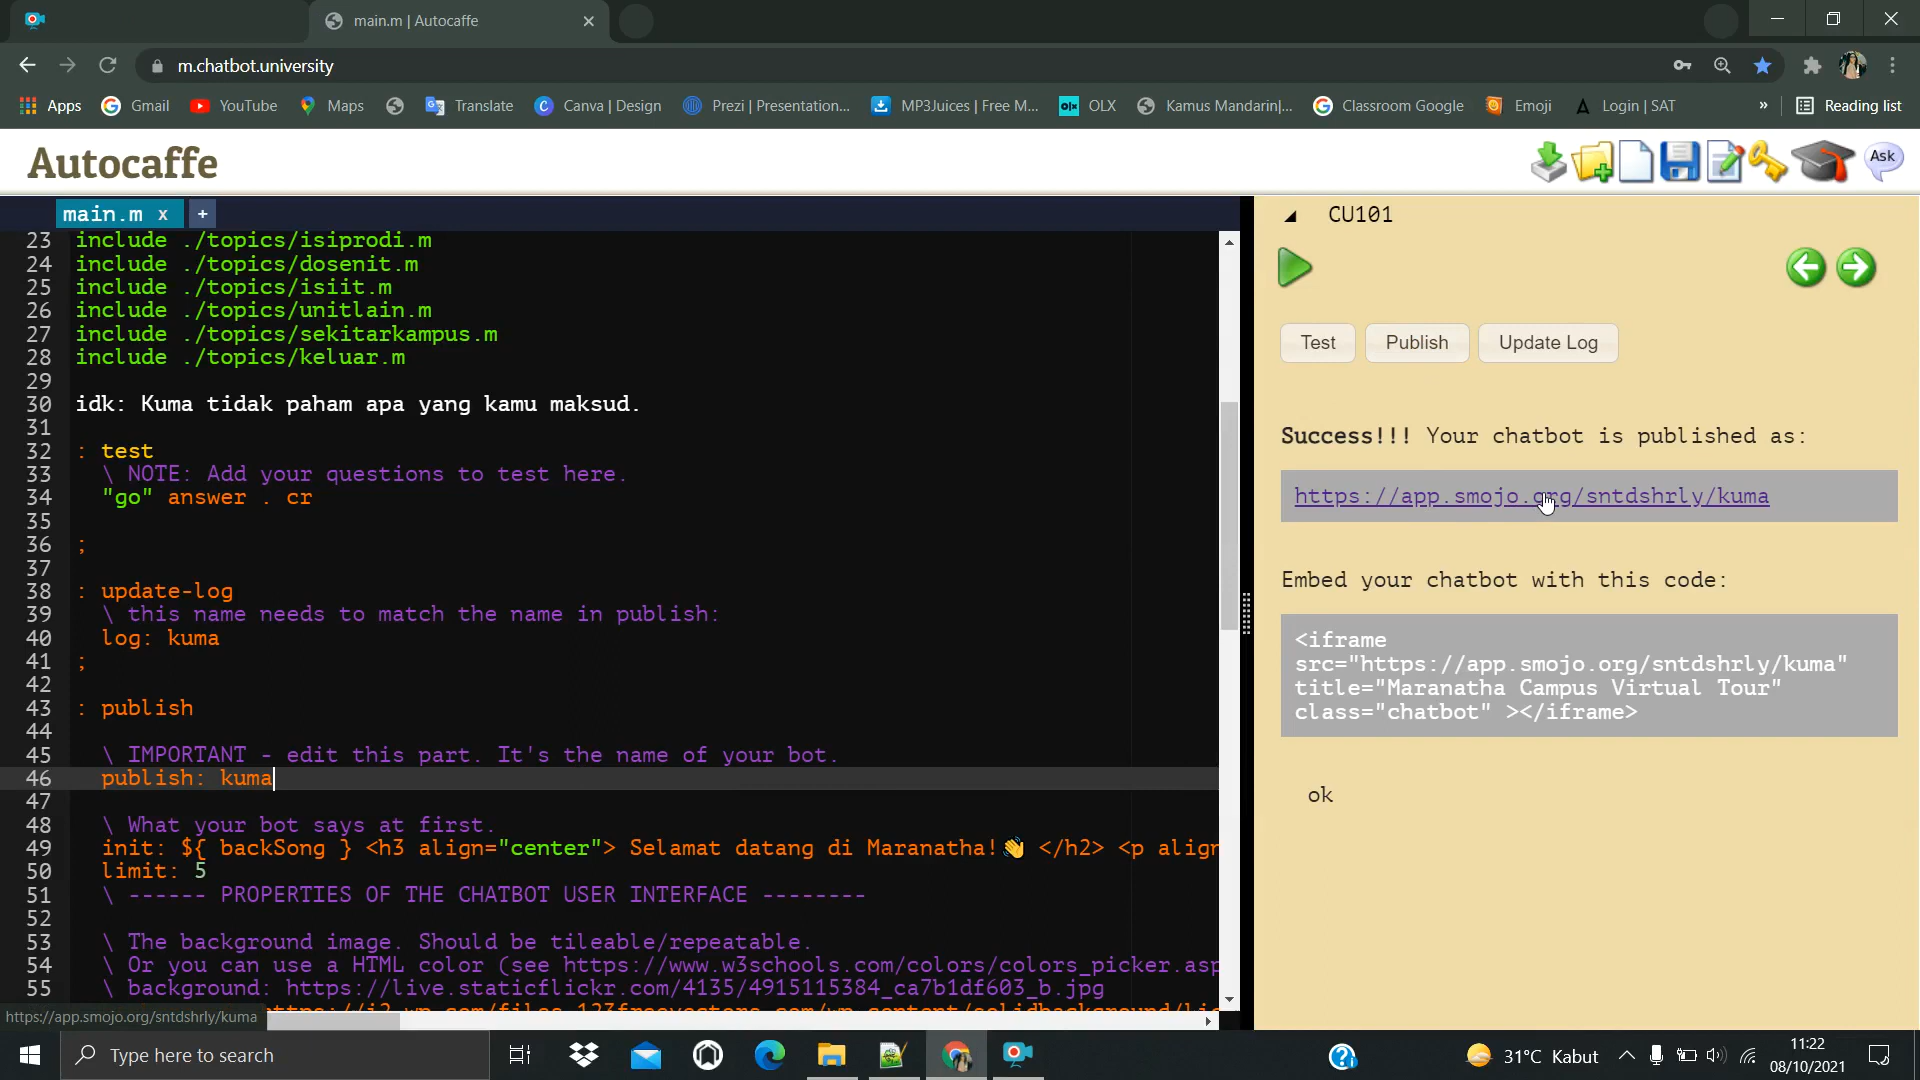 main.m | Autocaffe
m.chatbot.university
Apps Gmail YouTube Maps Translate Canva | Design Prezi | Presentation... MP3Juices | Free M... OLX Kamus Mandarin|... Classroom Google Emoji Login | SAT » Reading list
Autocaffe
Ask
main.m x +
23 include ./topics/isiprodi.m
24 include ./topics/dosenit.m
25 include ./topics/isiit.m
26 include ./topics/unitlain.m
27 include ./topics/sekitarkampus.m
28 include ./topics/keluar.m
29
30 idk: Kuma tidak paham apa yang kamu maksud.
31
32 : test
33 \ NOTE: Add your questions to test here.
34 "go" answer . cr
35
36 ;
37
38 : update-log
39 \ this name needs to match the name in publish:
40 log: kuma
41 ;
42
43 : publish
44
45 \ IMPORTANT - edit this part. It's the name of your bot.
46 publish: kuma
47
48 \ What your bot says at first.
49 init: ${ backSong } <h3 align="center"> Selamat datang di Maranatha!👋 </h2> <p align
50 limit: 5
51 \ ------ PROPERTIES OF THE CHATBOT USER INTERFACE --------
52
53 \ The background image. Should be tileable/repeatable.
54 \ Or you can use a HTML color (see https://www.w3schools.com/colors/colors_picker.asp
55 \ background: https://live.staticflickr.com/4135/4915115384_ca7b1df603_b.jpg
https://app.smojo.org/sntdshrly/kuma
CU101
Test Publish Update Log
Success!!! Your chatbot is published as:
https://app.smojo.org/sntdshrly/kuma
Embed your chatbot with this code:
<iframe
src="https://app.smojo.org/sntdshrly/kuma"
title="Maranatha Campus Virtual Tour"
class="chatbot" ></iframe>
ok
Type here to search
31°C Kabut
11:22
08/10/2021